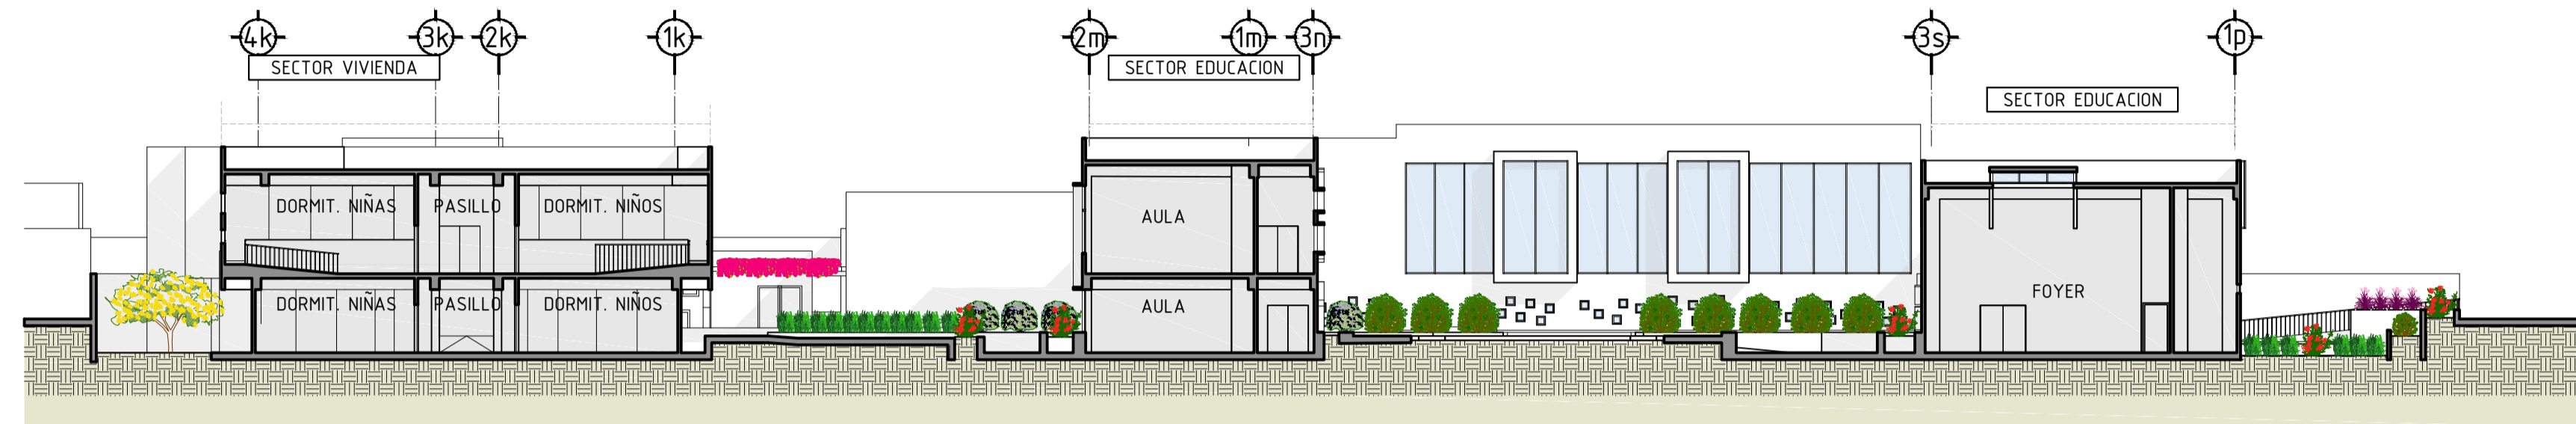 4k 3k 2k 1k 2m 1m 3n 3s 1p
SECTOR VIVIENDA SECTOR EDUCACION
SECTOR EDUCACION
DORMIT. NIÑAS PASILLO DORMIT. NIÑOS AULA
DORMIT. NIÑAS PASILLO DORMIT. NIÑOS AULA FOYER